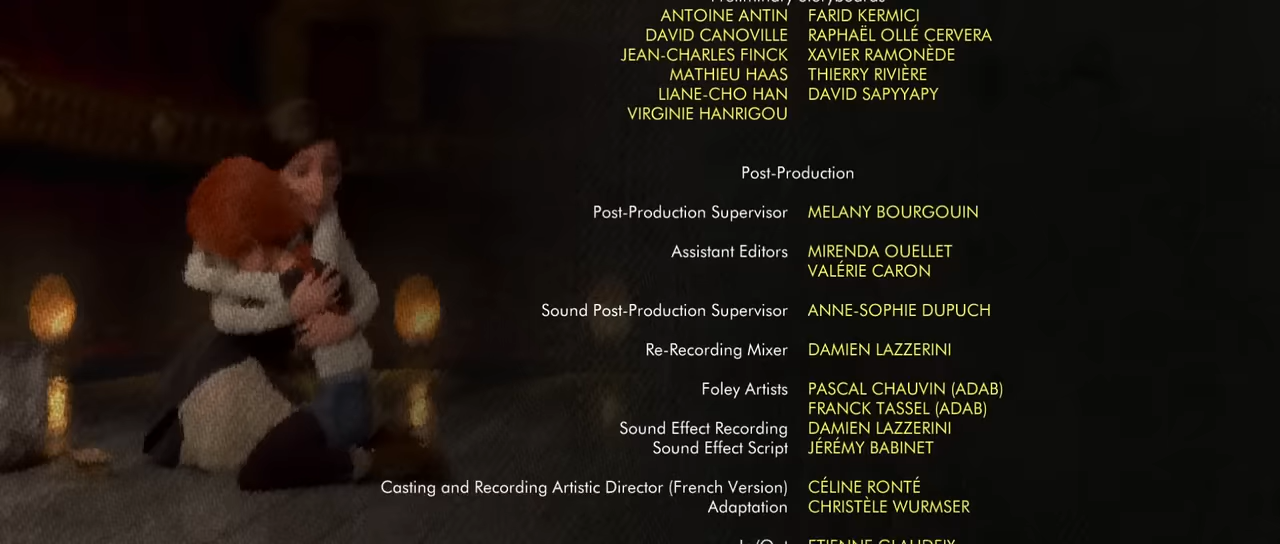 Preliminary Storyboards
ANTOINE ANTIN FARID KERMICI
DAVID CANOVILLE RAPHAËL OLLÉ CERVERA
JEAN-CHARLES FINCK XAVIER RAMONÈDE
MATHIEU HAAS THIERRY RIVIÈRE
LIANE-CHO HAN DAVID SAPYYAPY
VIRGINIE HANRIGOU
Post-Production
Post-Production Supervisor MELANY BOURGOUIN
Assistant Editors MIRENDA OUELLET
VALÉRIE CARON
Sound Post-Production Supervisor ANNE-SOPHIE DUPUCH
Re-Recording Mixer DAMIEN LAZZERINI
Foley Artists PASCAL CHAUVIN (ADAB)
FRANCK TASSEL (ADAB)
Sound Effect Recording DAMIEN LAZZERINI
Sound Effect Script JÉRÉMY BABINET
Casting and Recording Artistic Director (French Version) CÉLINE RONTÉ
Adaptation CHRISTÈLE WURMSER